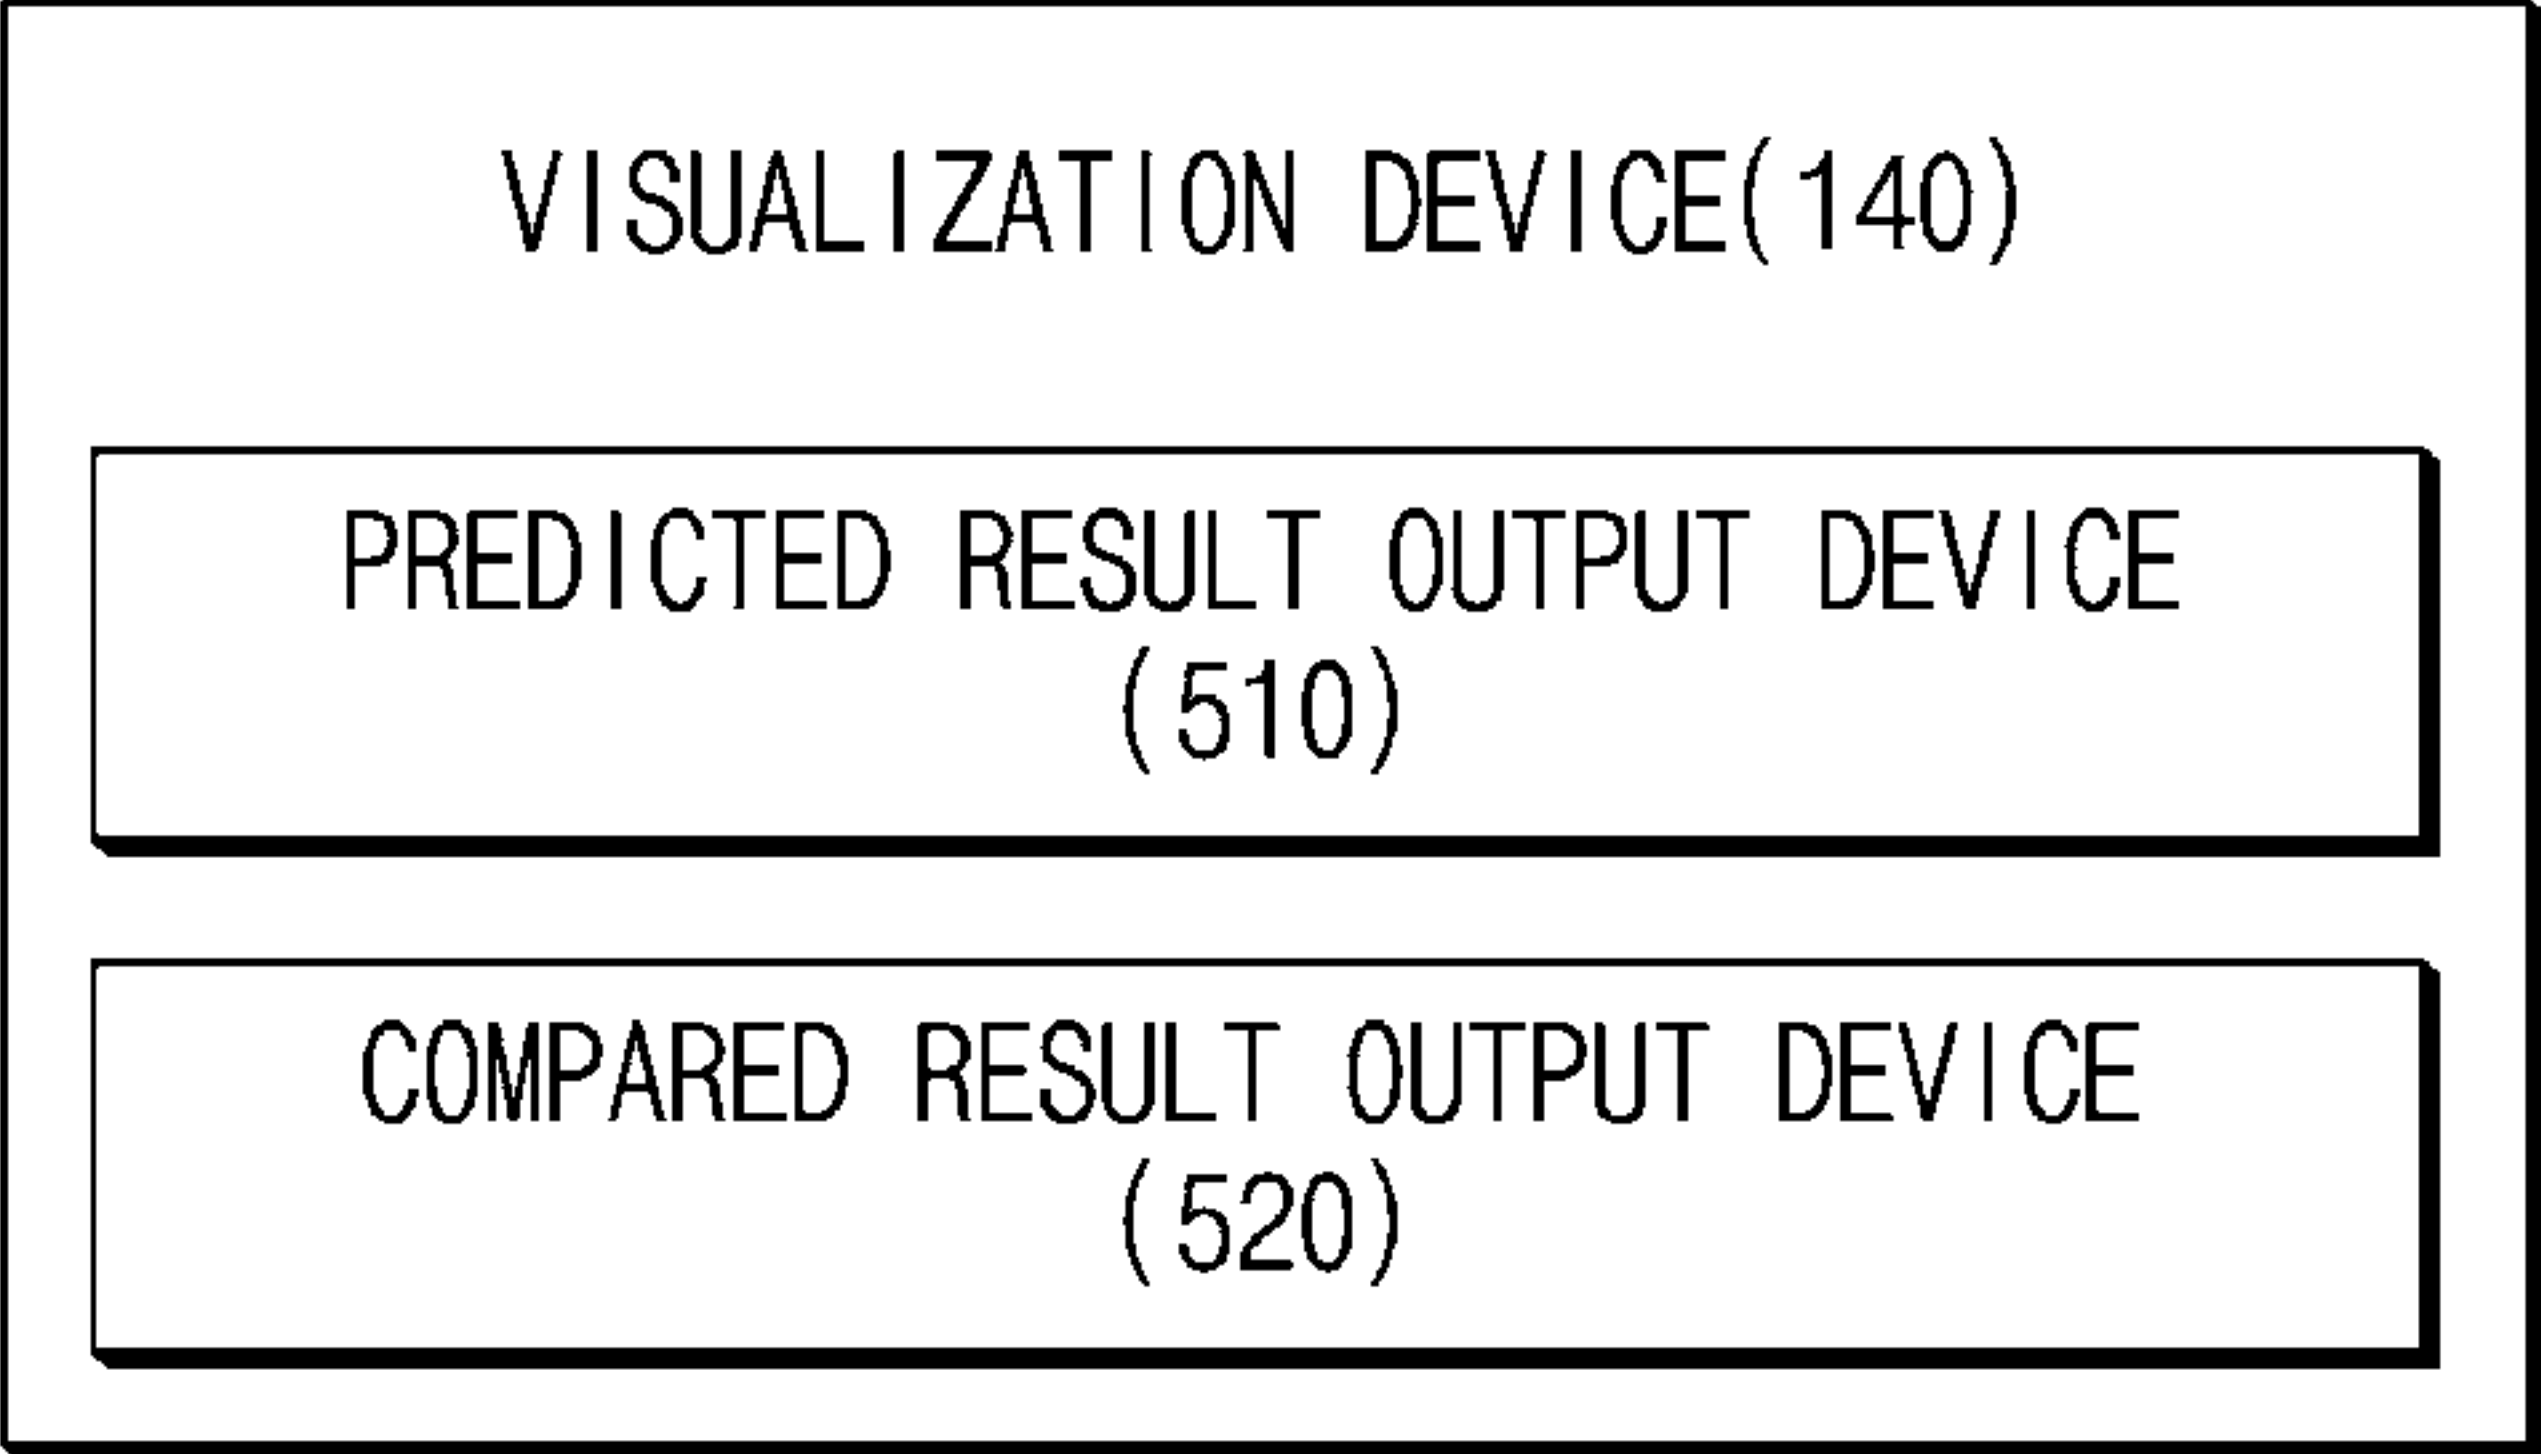 VISUALIZATION DEVICE(140)
PREDICTED RESULT OUTPUT DEVICE
(510)
COMPARED RESULT OUTPUT DEVICE
(520)